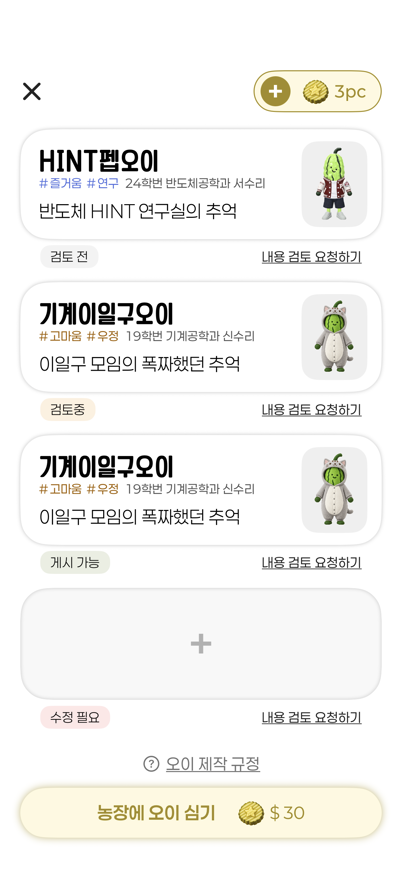 3pc
HINT펩오이
#즐거움 #연구 24학번 반도체공학과 서수리
반도체 HINT 연구실의 추억
검토 전 내용 검토 요청하기
기계이일구오이
#고마움 #우정 19학번 기계공학과 신수리
이일구 모임의 폭짜했던 추억
검토중 내용 검토 요청하기
기계이일구오이
#고마움 #우정 19학번 기계공학과 신수리
이일구 모임의 폭짜했던 추억
게시 가능 내용 검토 요청하기
수정 필요 내용 검토 요청하기
오이 제작 규정
농장에 오이 심기 $ 30